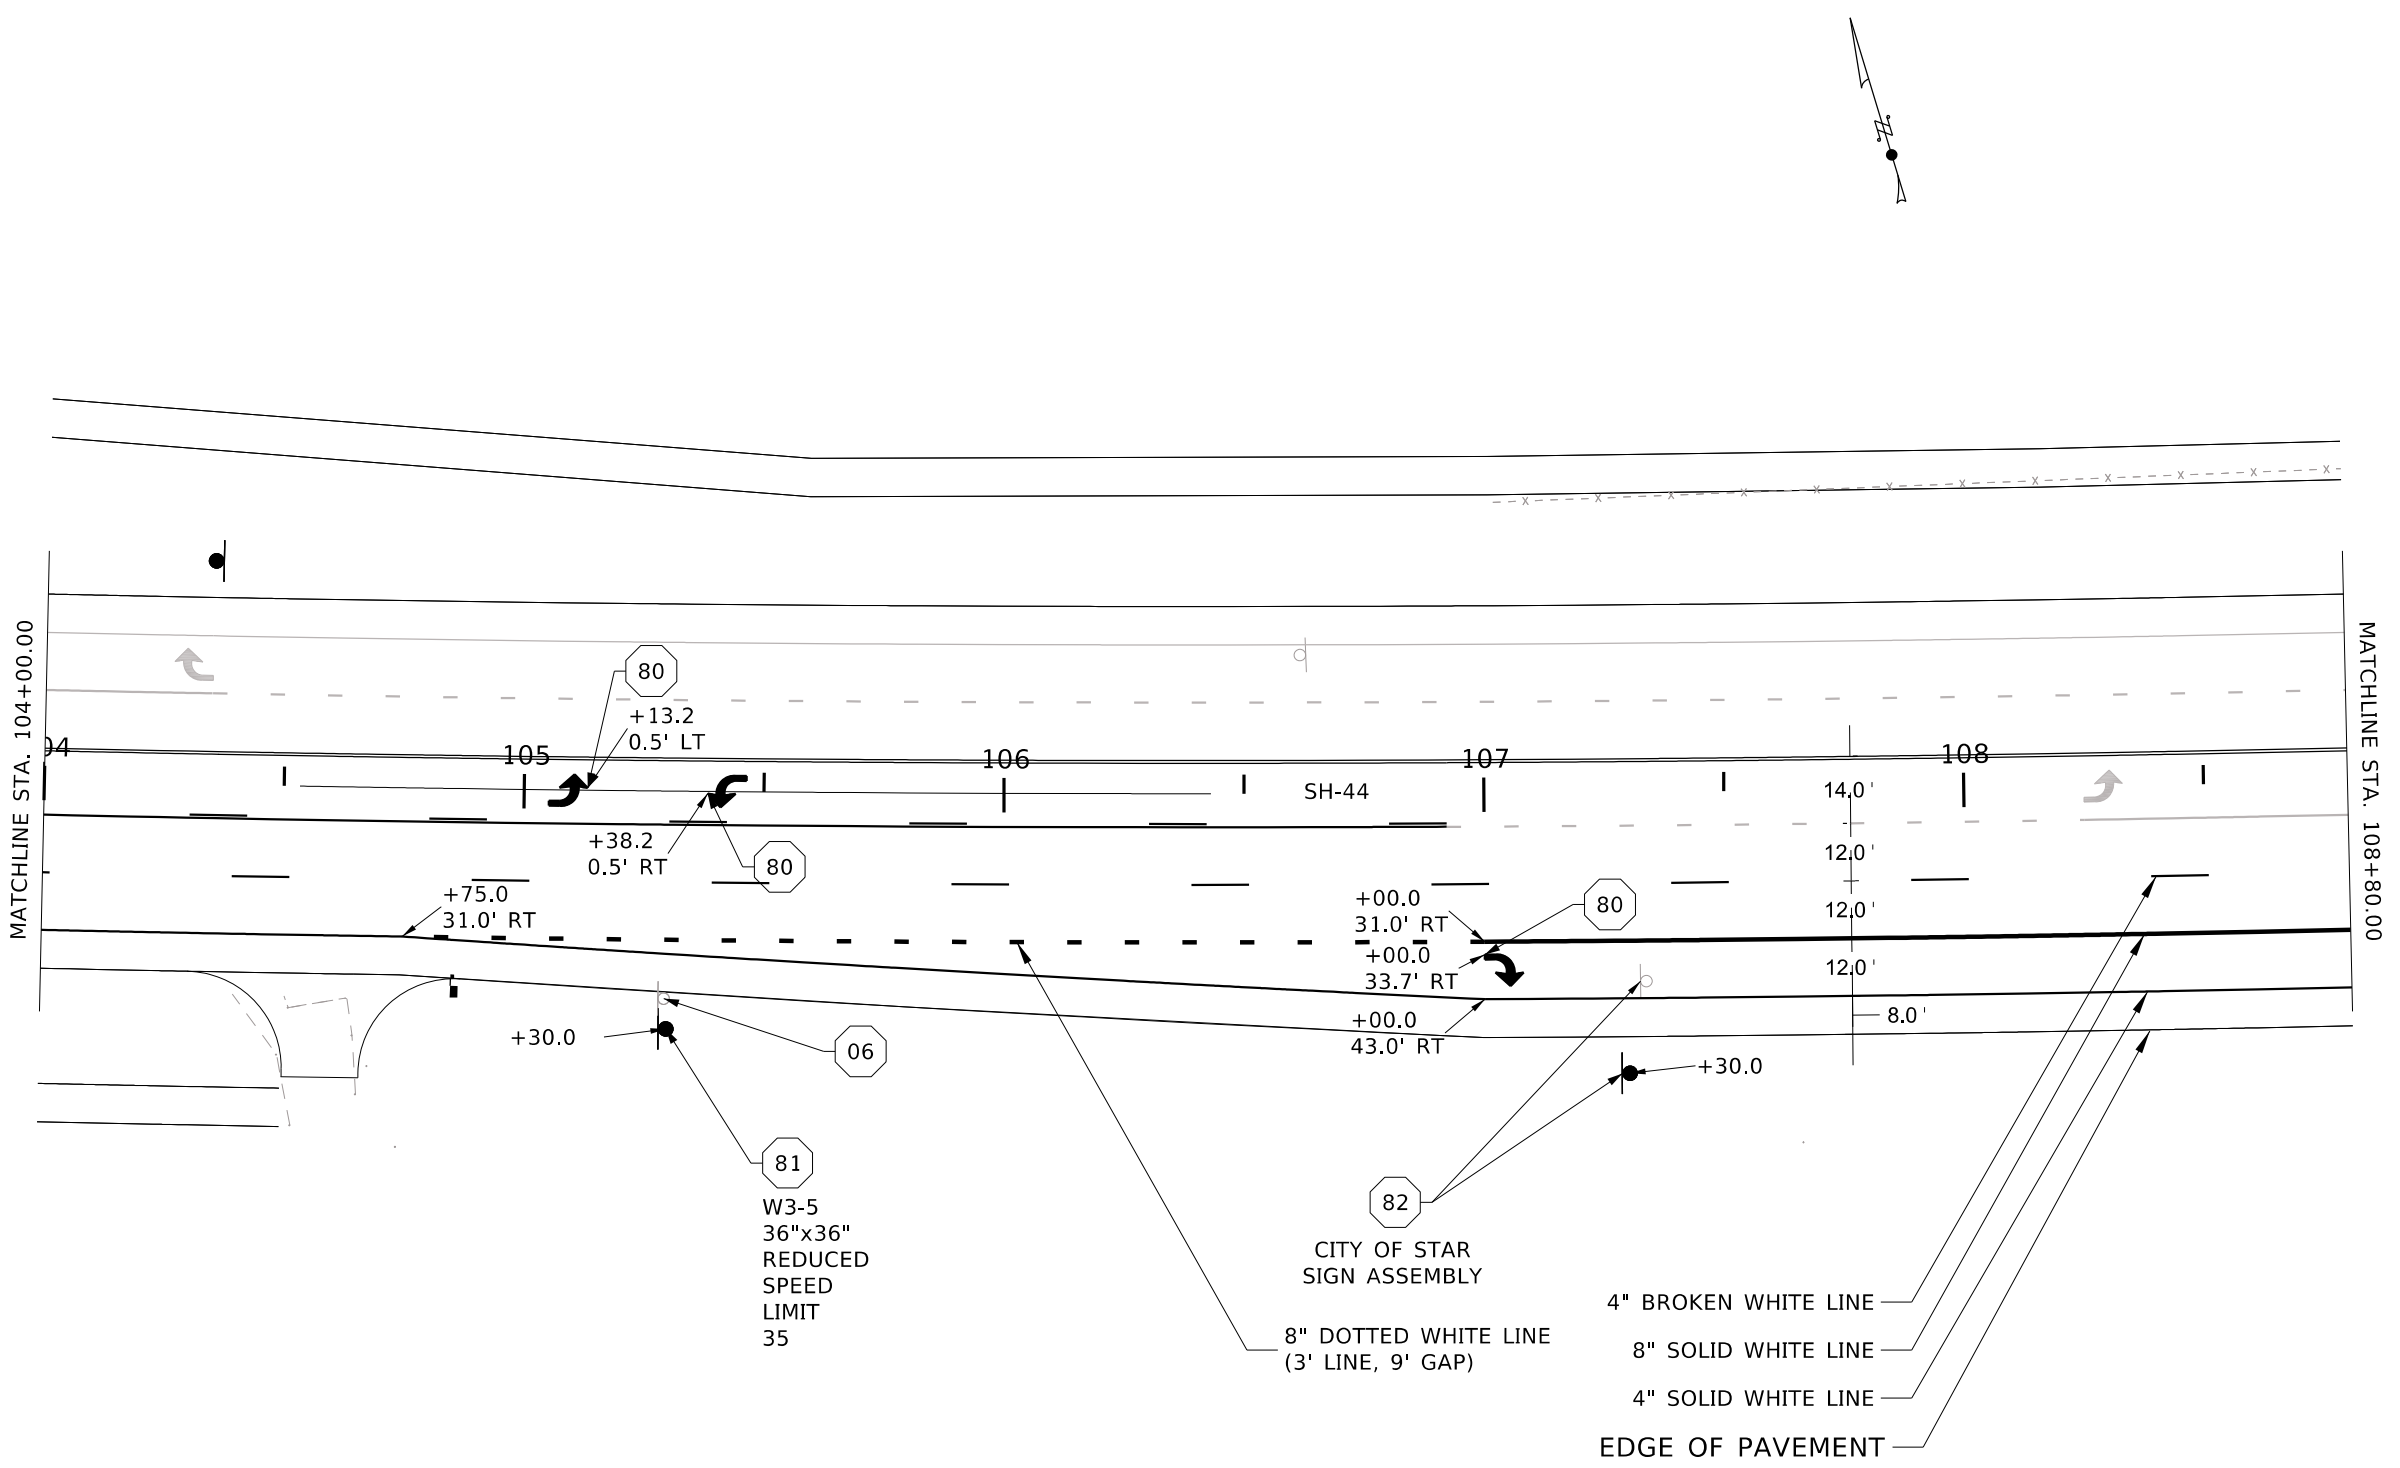 N
MATCHLINE STA. 104+00.00
MATCHLINE STA. 108+80.00
80
+13.2
0.5' LT
04
105
106
107
108
SH-44
14.0'
+38.2
0.5' RT
80
12.0'
+75.0
31.0' RT
+00.0
31.0' RT
80
12.0'
+00.0
33.7' RT
12.0'
+30.0
06
+00.0
43.0' RT
8.0'
+30.0
81
W3-5
36"x36"
REDUCED
SPEED
LIMIT
35
82
CITY OF STAR
SIGN ASSEMBLY
8" DOTTED WHITE LINE
(3' LINE, 9' GAP)
4" BROKEN WHITE LINE
8" SOLID WHITE LINE
4" SOLID WHITE LINE
EDGE OF PAVEMENT